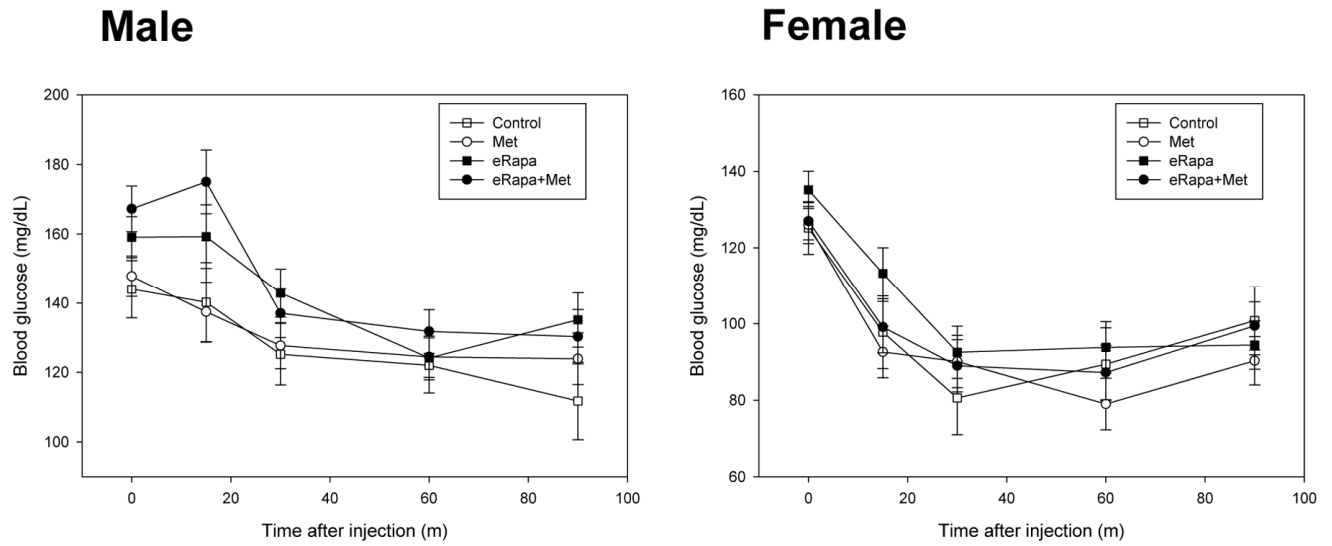 Male
Female
200
180
160
140
120
100
Blood glucose (mg/dL)
Control
Met
eRapa
eRapa+Met
0
20
40
60
80
100
Time after injection (m)
160
140
120
100
80
60
Blood glucose (mg/dL)
Control
Met
eRapa
eRapa+Met
0
20
40
60
80
100
Time after injection (m)